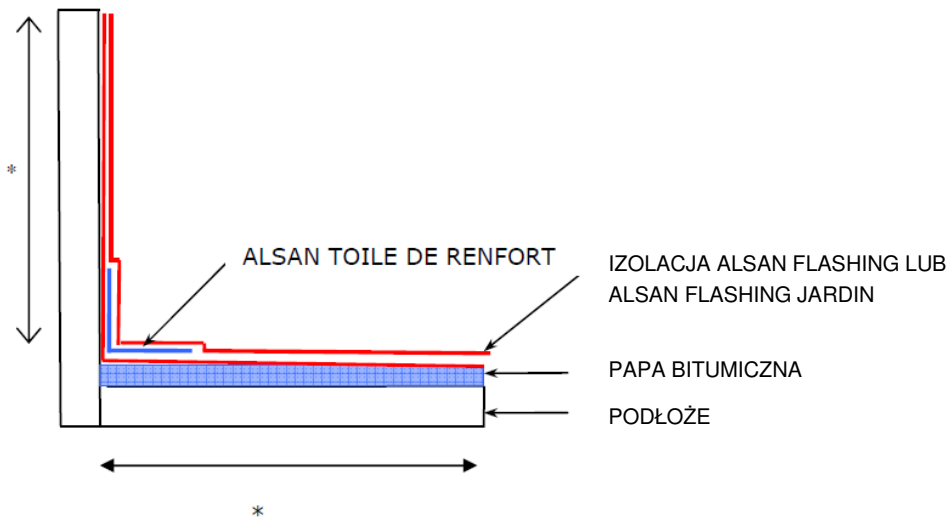 *
ALSAN TOILE DE RENFORT
IZOLACJA ALSAN FLASHING LUB
ALSAN FLASHING JARDIN
PAPA BITUMICZNA
PODŁOŻE
*